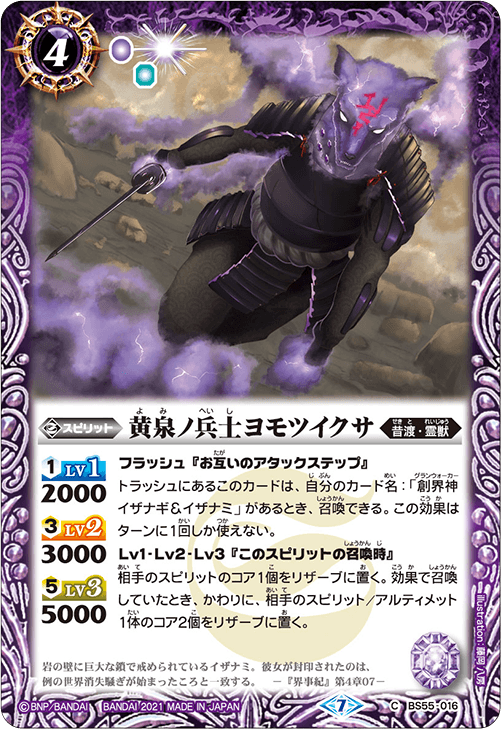 4
スピリット 黄泉ノ兵士ヨモツイクサ 昔渡・霊獣
1 LV1 2000
フラッシュ『お互いのアタックステップ』
トラッシュにあるこのカードは、自分のカード名：「創界神
イザナギ&イザナミ」があるとき、召喚できる。この効果は
ターンに1回しか使えない。
3 LV2 3000
Lv1・Lv2・Lv3『このスピリットの召喚時』
相手のスピリットのコア1個をリザーブに置く。効果で召喚
5 LV3 5000
していたとき、かわりに、相手のスピリット/アルティメット
1体のコア2個をリザーブに置く。
岩の壁に巨大な鎖で戒められているイザナミ。彼女が封印されたのは、
例の世界消失騒ぎが始まったころと一致する。 －『界事紀』第4章07－
©BNP/BANDAI BANDAI 2021 MADE IN JAPAN 7 C BS55-016